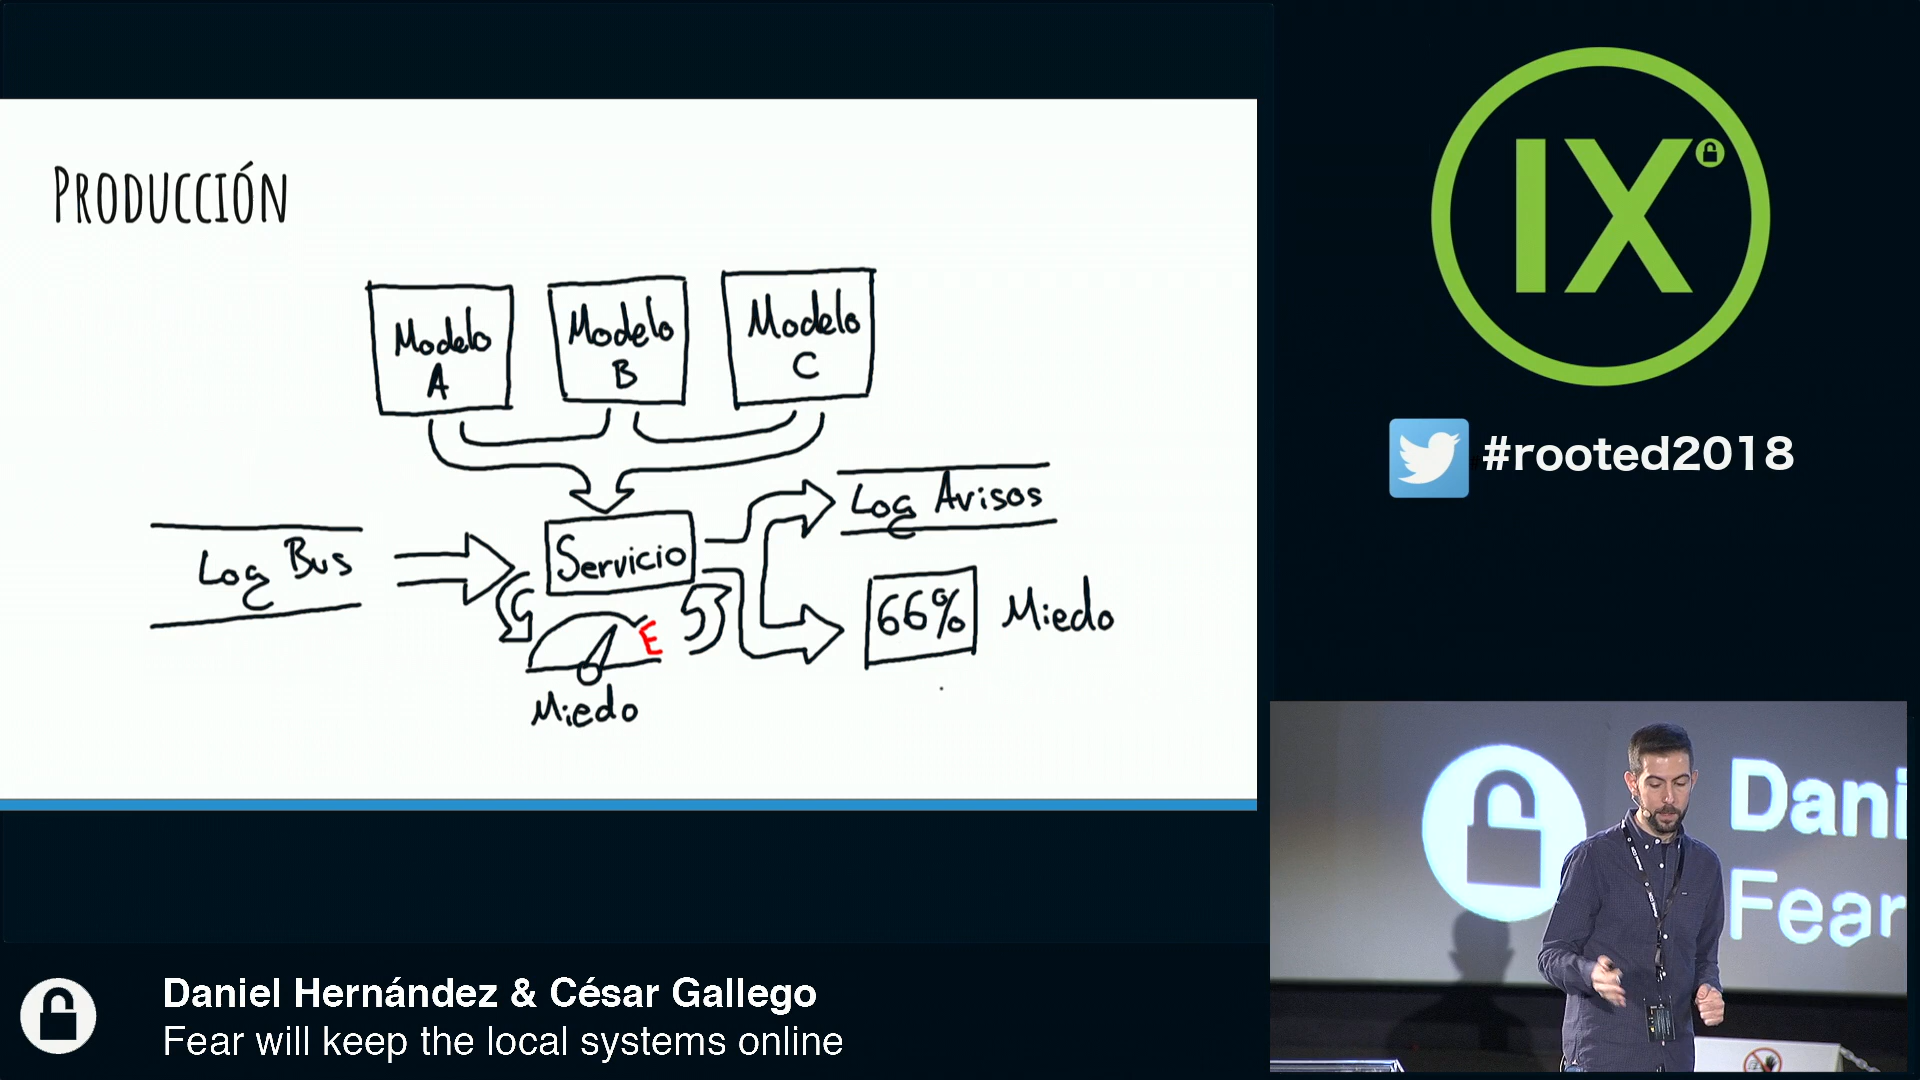 PRODUCCIÓN
Modelo
A
Modelo
B
Modelo
C
Log Bus
Servicio
Log Avisos
E
Miedo
66%
Miedo
IX
#rooted2018
Dani
Fear
Daniel Hernández & César Gallego
Fear will keep the local systems online